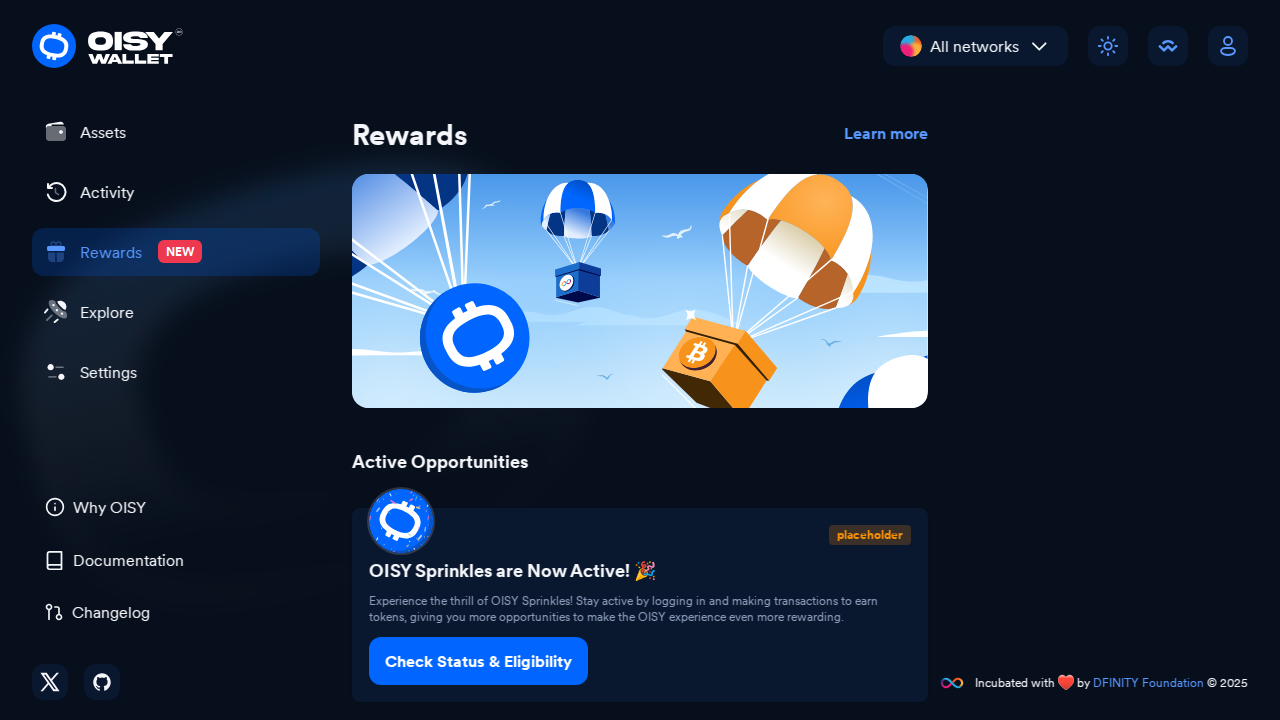 OISY
WALLET
All networks
Assets
Activity
Rewards NEW
Explore
Settings
Why OISY
Documentation
Changelog
Rewards
Learn more
Active Opportunities
placeholder
OISY Sprinkles are Now Active! 🎉
Experience the thrill of OISY Sprinkles! Stay active by logging in and making transactions to earn
tokens, giving you more opportunities to make the OISY experience even more rewarding.
Check Status & Eligibility
Incubated with ❤️ by DFINITY Foundation © 2025